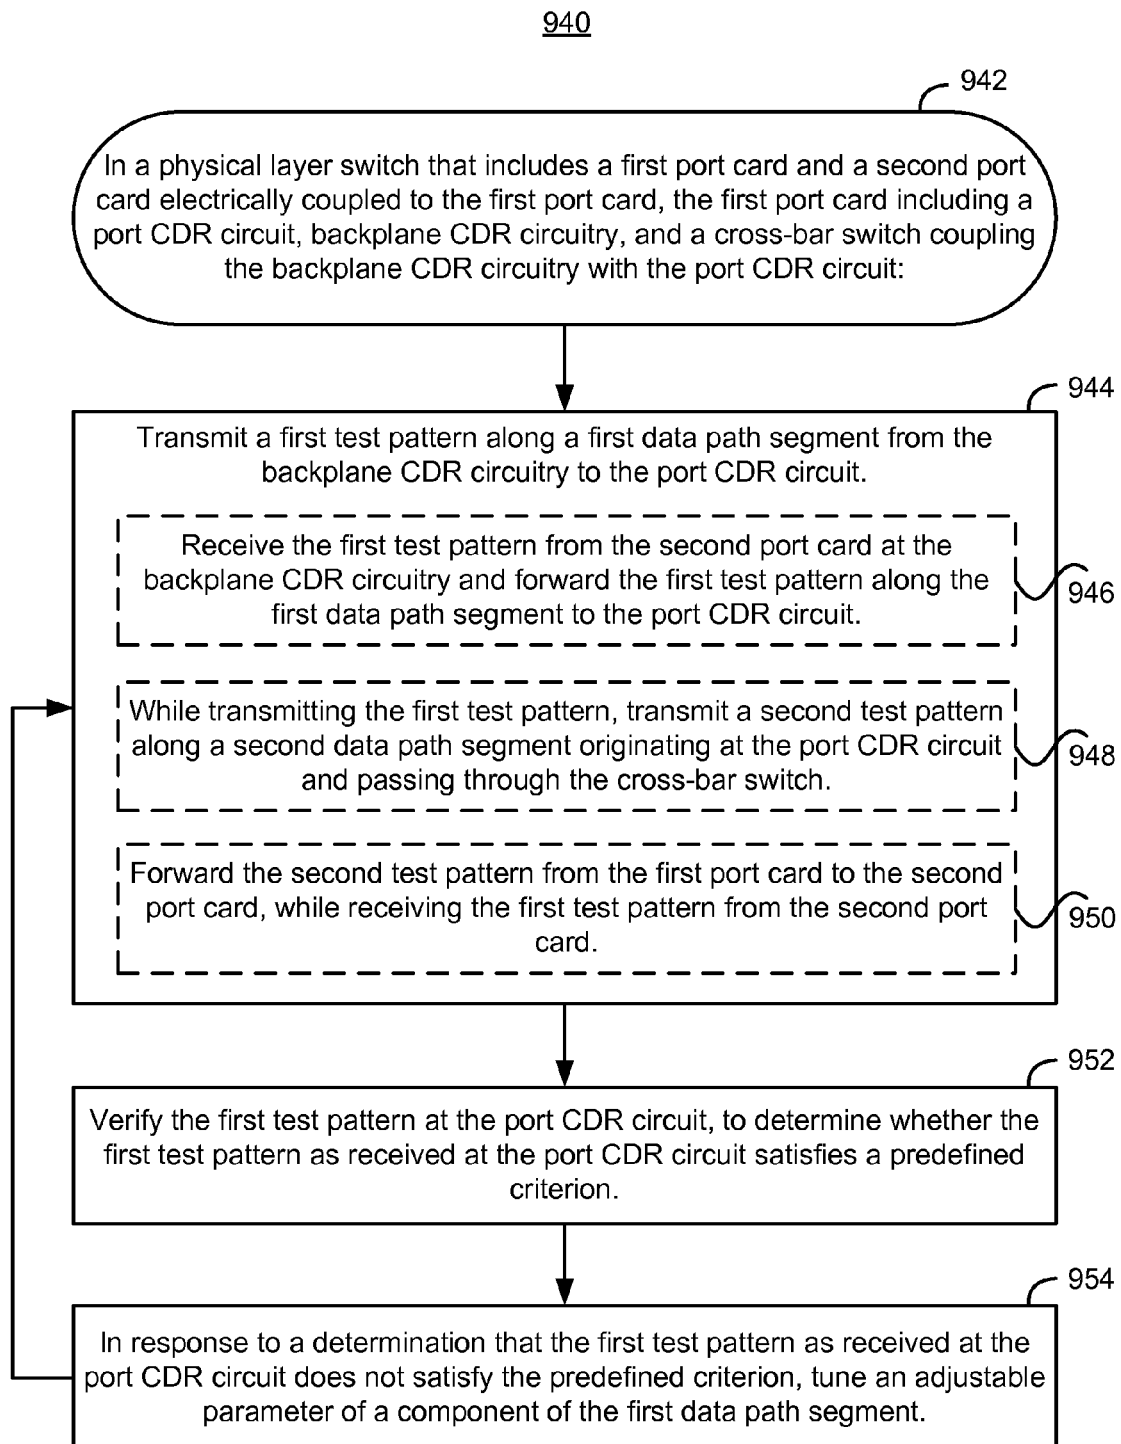 940
942
In a physical layer switch that includes a first port card and a second port
card electrically coupled to the first port card, the first port card including a
port CDR circuit, backplane CDR circuitry, and a cross-bar switch coupling
the backplane CDR circuitry with the port CDR circuit:
944
Transmit a first test pattern along a first data path segment from the
backplane CDR circuitry to the port CDR circuit.
Receive the first test pattern from the second port card at the
backplane CDR circuitry and forward the first test pattern along the
first data path segment to the port CDR circuit.
946
While transmitting the first test pattern, transmit a second test pattern
along a second data path segment originating at the port CDR circuit
and passing through the cross-bar switch.
948
Forward the second test pattern from the first port card to the second
port card, while receiving the first test pattern from the second port
card.
950
952
Verify the first test pattern at the port CDR circuit, to determine whether the
first test pattern as received at the port CDR circuit satisfies a predefined
criterion.
954
In response to a determination that the first test pattern as received at the
port CDR circuit does not satisfy the predefined criterion, tune an adjustable
parameter of a component of the first data path segment.